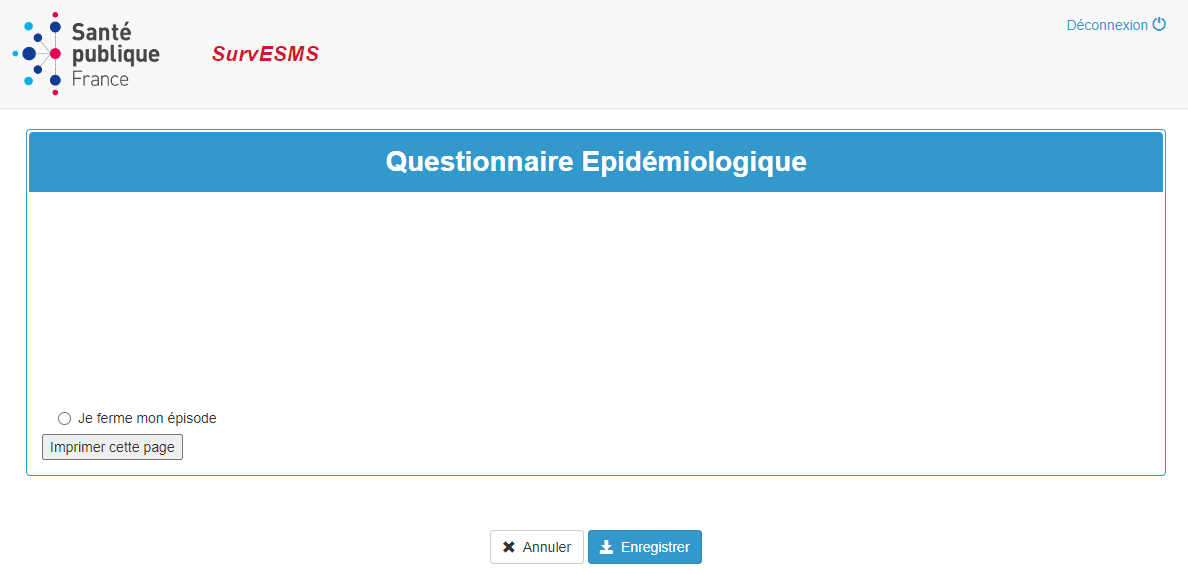 Santé
publique
France
SurvESMS
Déconnexion
Questionnaire Epidémiologique
Je ferme mon épisode
Imprimer cette page
Annuler
Enregistrer